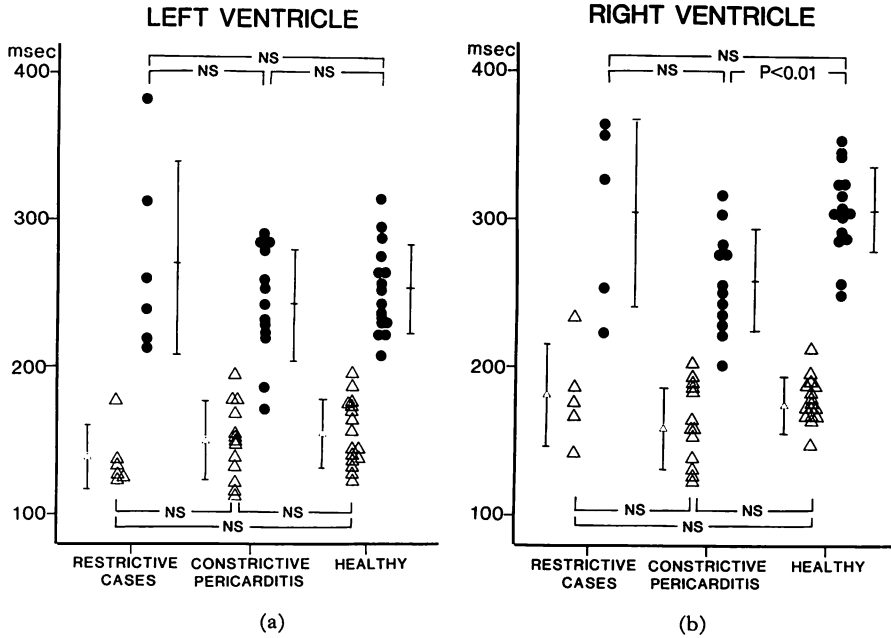 LEFT VENTRICLE
msec
400
300
200
100
NS
NS
NS
NS
NS
NS
RESTRICTIVE
CASES
CONSTRICTIVE
PERICARDITIS
HEALTHY
(a)
RIGHT VENTRICLE
msec
400
300
200
100
NS
NS
P<0.01
NS
NS
NS
RESTRICTIVE
CASES
CONSTRICTIVE
PERICARDITIS
HEALTHY
(b)